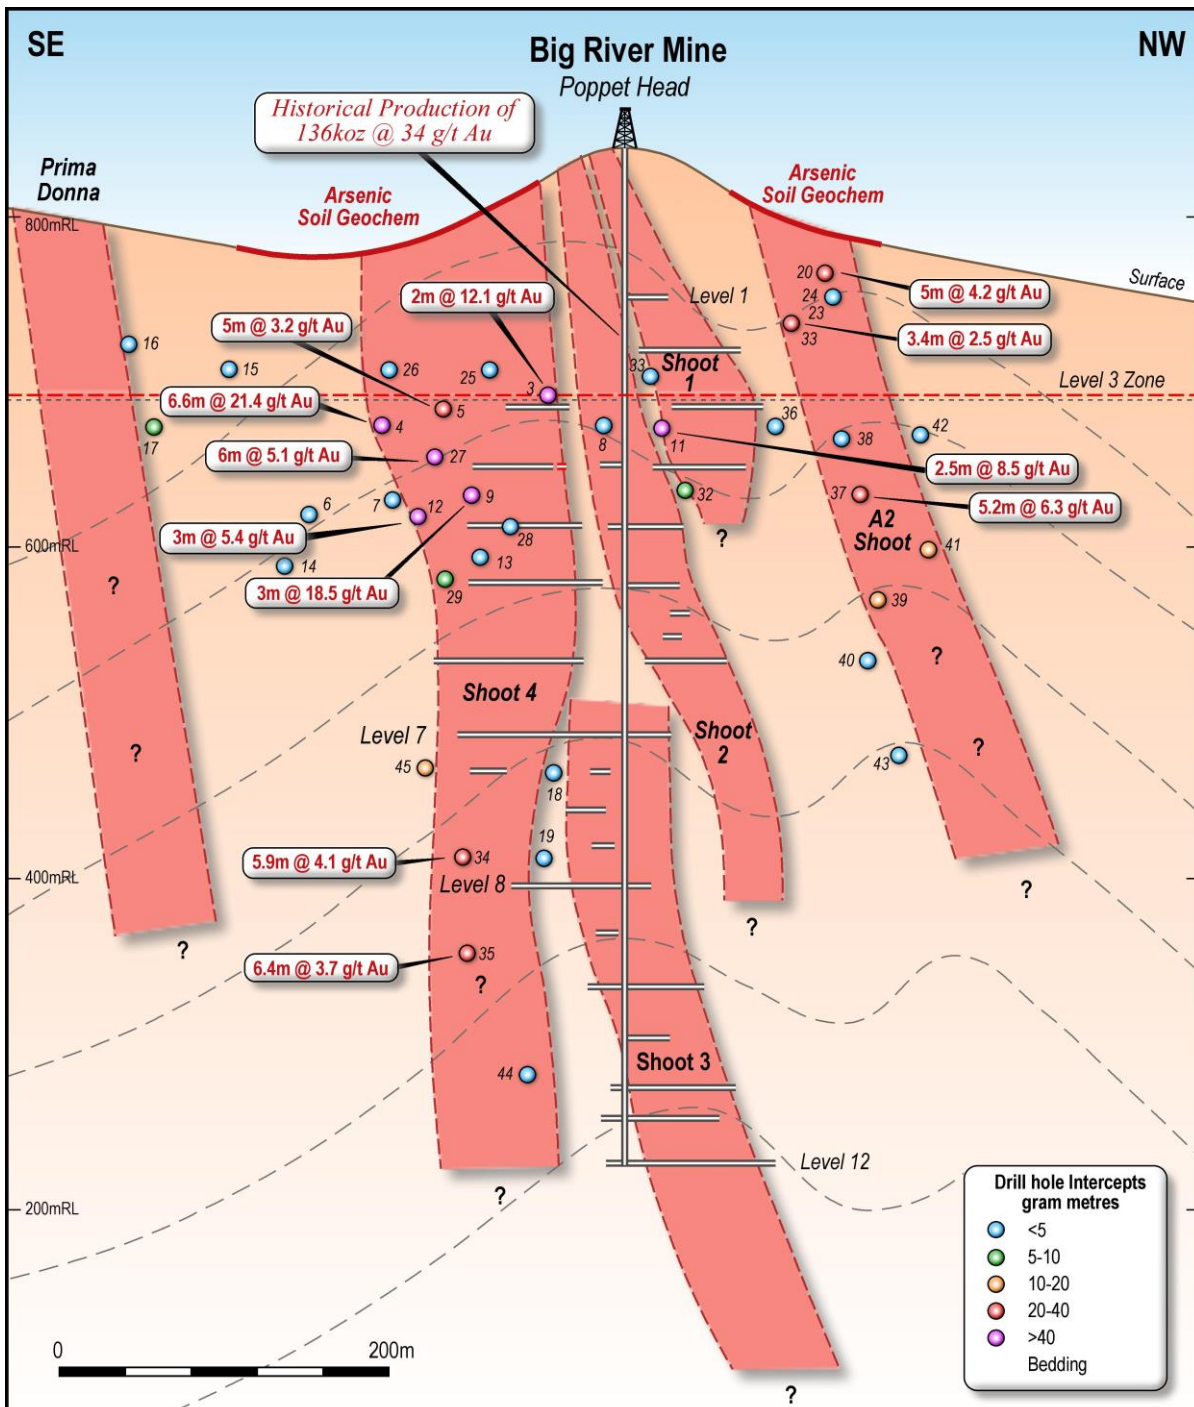 SE
Big River Mine
NW
Poppet Head
Historical Production of
136koz @ 34 g/t Au
Prima
Donna
Arsenic
Soil Geochem
Arsenic
Soil Geochem
800mRL
Surface
20
5m @ 4.2 g/t Au
24
2m @ 12.1 g/t Au
Level 1
23
33
3.4m @ 2.5 g/t Au
5m @ 3.2 g/t Au
16
15
26
25
3
33
Shoot
1
Level 3 Zone
6.6m @ 21.4 g/t Au
4
5
17
8
11
36
38
42
6m @ 5.1 g/t Au
27
2.5m @ 8.5 g/t Au
32
37
5.2m @ 6.3 g/t Au
6
7
12
9
A2
Shoot
3m @ 5.4 g/t Au
28
?
41
600mRL
14
13
3m @ 18.5 g/t Au
29
?
39
?
40
Shoot 4
Level 7
Shoot
2
?
?
45
18
43
19
5.9m @ 4.1 g/t Au
34
Level 8
400mRL
?
?
?
6.4m @ 3.7 g/t Au
35
?
44
Shoot 3
Level 12
?
200mRL
Drill hole Intercepts
gram metres
<5
5-10
10-20
20-40
>40
Bedding
0
200m
?